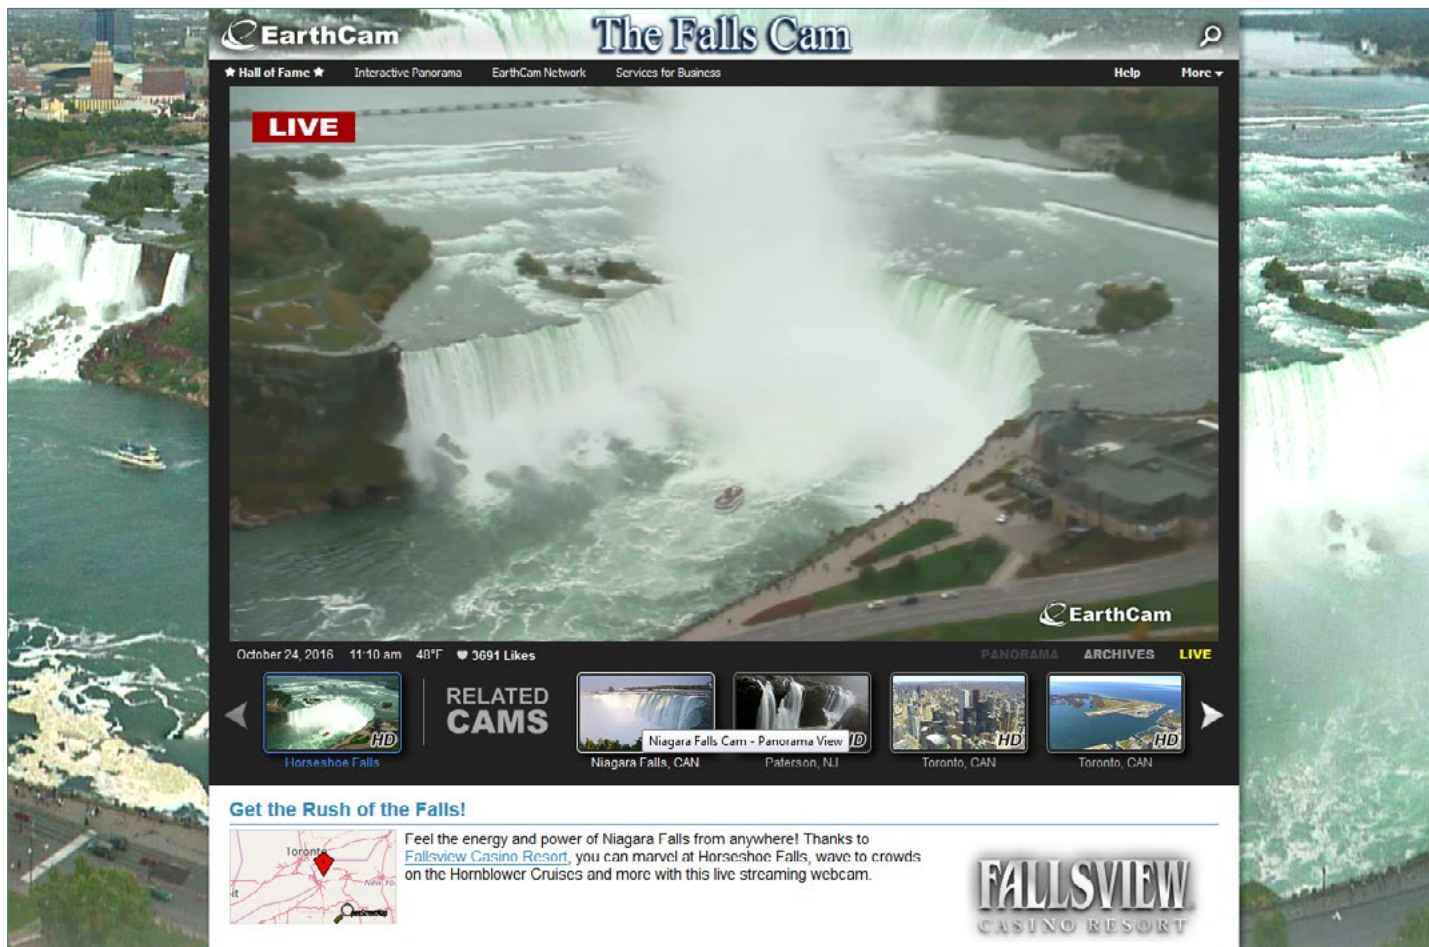 EarthCam
The Falls Cam
★ Hall of Fame ★ Interactive Panorama EarthCam Network Services for Business Help More
LIVE
EarthCam
October 24, 2016 11:10 am 48°F 3691 Likes PANORAMA ARCHIVES LIVE
RELATED
CAMS
HD
Niagara Falls Cam - Panorama View
HD
HD
Horseshoe Falls Niagara Falls, CAN Paterson, NJ Toronto, CAN Toronto, CAN
Get the Rush of the Falls!
Feel the energy and power of Niagara Falls from anywhere! Thanks to
Fallsview Casino Resort, you can marvel at Horseshoe Falls, wave to crowds
on the Hornblower Cruises and more with this live streaming webcam.
Toronto
New Yo
OpenStreetMap
FALLSVIEW
CASINO RESORT